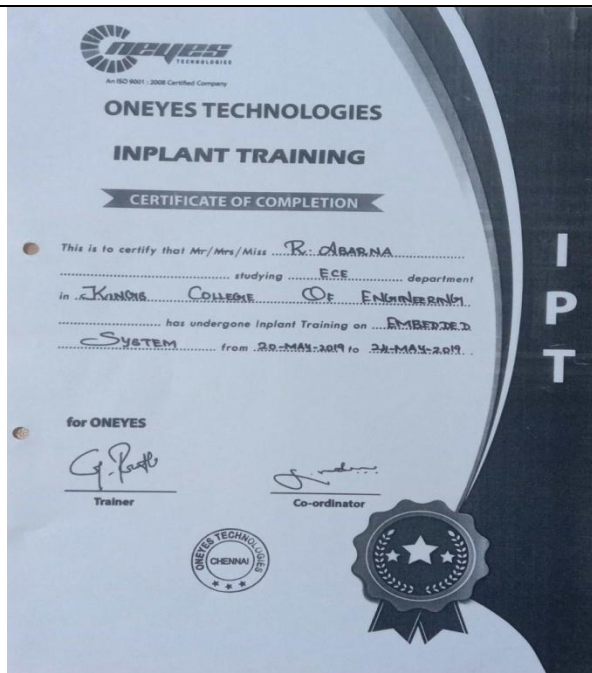 Oneyes
TECHNOLOGIES
An ISO 9001 : 2008 Certified Company
ONEYES TECHNOLOGIES
INPLANT TRAINING
CERTIFICATE OF COMPLETION
This is to certify that Mr/Mrs/Miss R. ABARNA
studying ECE department
in KINGS COLLEGE OF ENGINEERING
has undergone Inplant Training on EMBEDDED
SYSTEM from 20-MAY-2019 to 24-MAY-2019.
for ONEYES
Trainer
Co-ordinator
ONEYES TECHNOLOGIES
CHENNAI
I
P
T